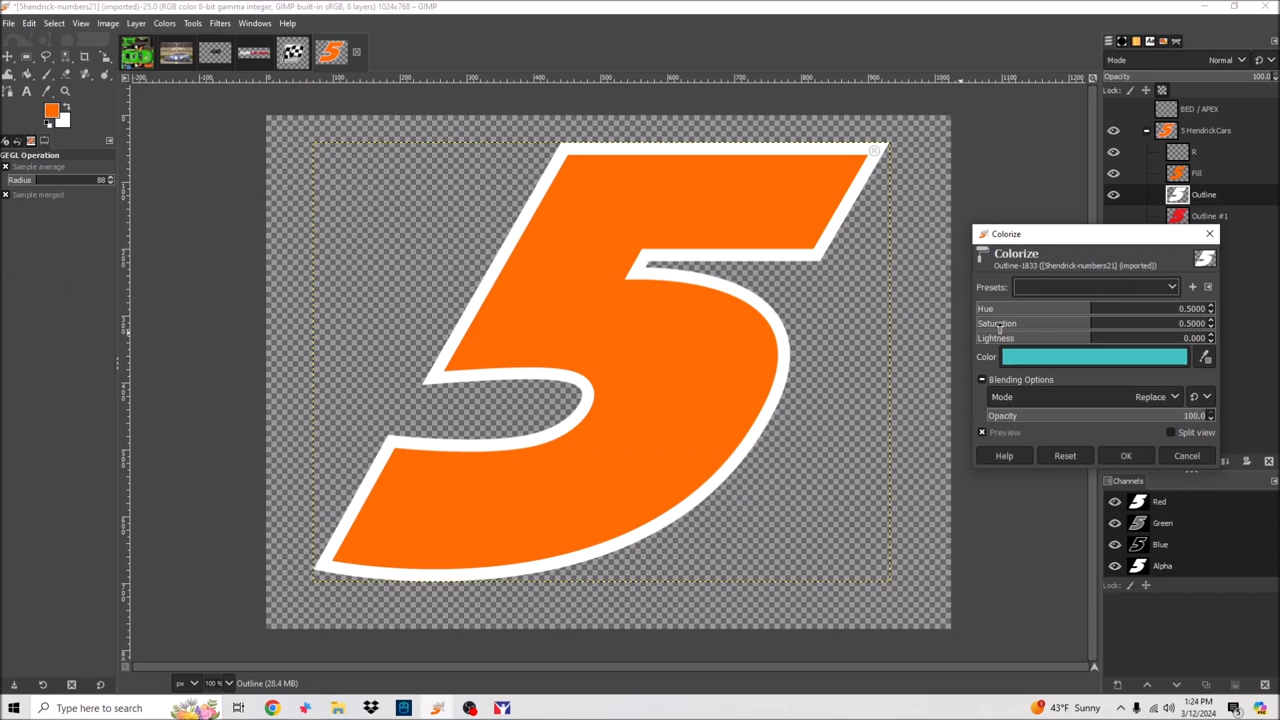 *[5hendrick-numbers21] (imported)-25.0 (RGB color 8-bit gamma integer, GIMP built-in sRGB, 8 layers) 1024x768 – GIMP
File Edit Select View Image Layer Colors Tools Filters Windows Help
GEGL Operation
Sample average
Radius 88
Sample merged
5
®
Mode Normal
Opacity 100.0
Lock:
BED / APEX
5 HendrickCars
R
Fill
Outline
Outline #1
Colorize
Colorize
Outline-1833 ([5hendrick-numbers21] (imported))
Presets:
Hue 0.5000
Saturation 0.5000
Lightness 0.000
Color
Blending Options
Mode Replace
Opacity 100.0
Preview Split view
Help Reset OK Cancel
Channels
Red
Green
Blue
Alpha
Lock:
px 100 % Outline (28.4 MB)
Type here to search
43°F Sunny
1:24 PM
3/12/2024